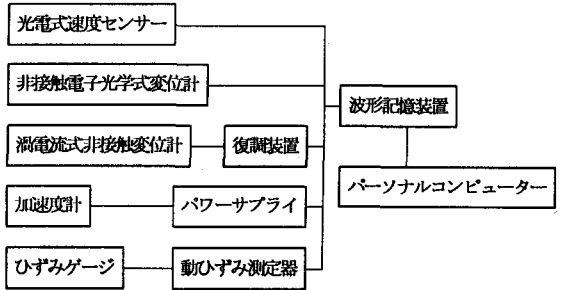 光電式速度センサー
非接触電子光学式変位計
渦電流式非接触変位計
復調装置
加速度計
パワーサプライ
ひずみゲージ
動ひずみ測定器
波形記憶装置
パーソナルコンピューター